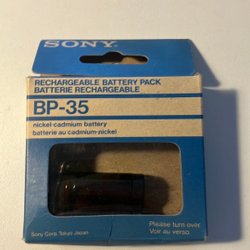 SONY
RECHARGEABLE BATTERY PACK
BATTERIE RECHARGEABLE
BP-35
nickel-cadmium battery
batterie au cadmium-nickel
Sony Corp. Tokyo Japan
Please turn over.
Voir au verso.